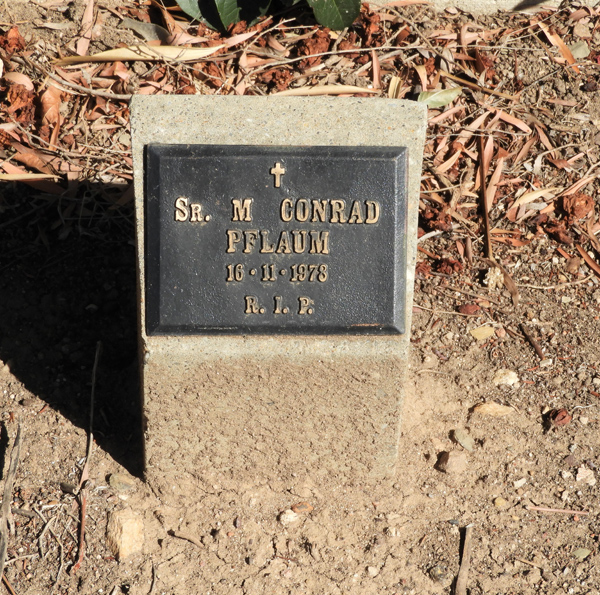 Sr. M CONRAD
PFLAUM
16·11·1978
R. I. P.